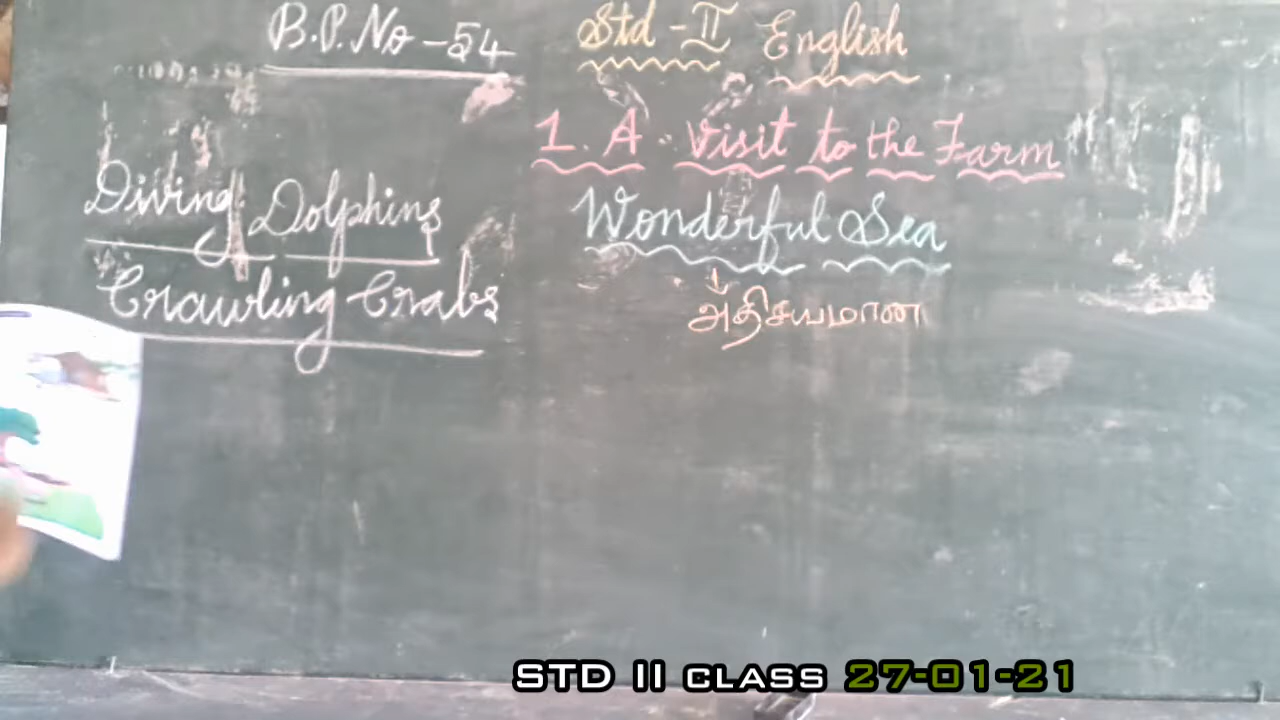 B.P.No -54
Std - II English
1. A Visit to the Farm
Diving Dolphins
Wonderful Sea
Crawling Crabs
அதிசயமான
STD II CLASS 27-01-21